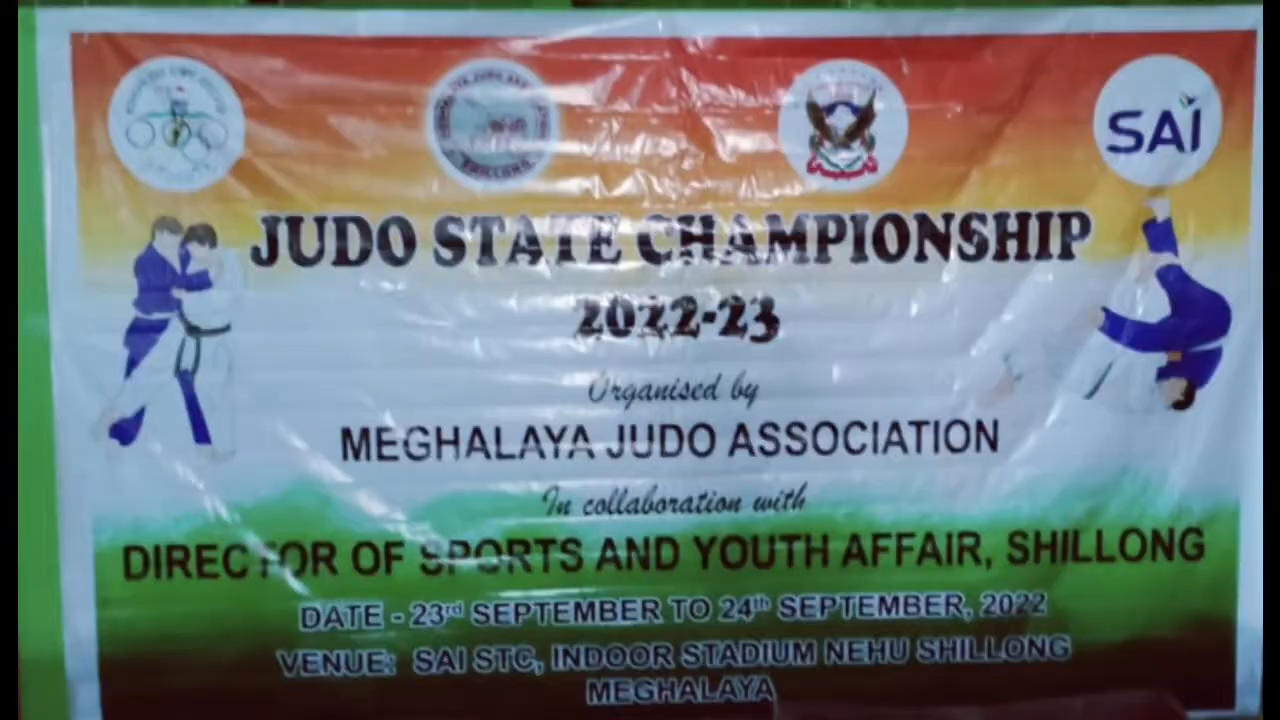 SAI
JUDO STATE CHAMPIONSHIP
2022-23
Organised by
MEGHALAYA JUDO ASSOCIATION
In collaboration with
DIRECTOR OF SPORTS AND YOUTH AFFAIR, SHILLONG
DATE - 23rd SEPTEMBER TO 24th SEPTEMBER, 2022
VENUE: SAI STC, INDOOR STADIUM NEHU SHILLONG
MEGHALAYA